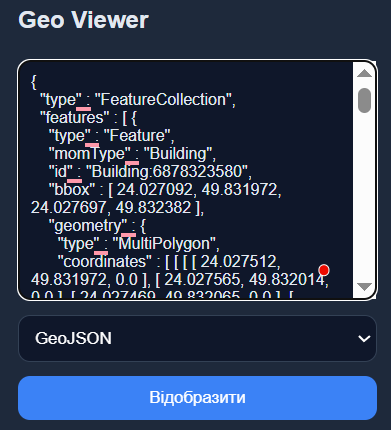 Geo Viewer
{
"type" : "FeatureCollection",
"features" : [ {
"type" : "Feature",
"momType" : "Building",
"id" : "Building:6878323580",
"bbox" : [ 24.027092, 49.831972,
24.027697, 49.832382 ],
"geometry" : {
"type" : "MultiPolygon",
"coordinates" : [ [ [ [ 24.027512,
49.831972, 0.0 ], [ 24.027565, 49.832014,
0.0 ], [ 24.027469, 49.832065, 0.0 ], [
GeoJSON
Відобразити